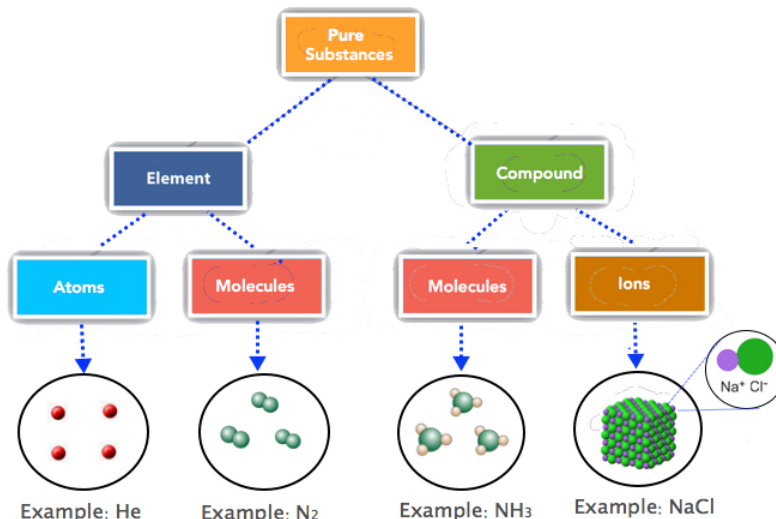 Pure
Substances
Element
Compound
Atoms
Molecules
Molecules
Ions
Na⁺ Cl⁻
Example: He
Example: N₂
Example: NH₃
Example: NaCl